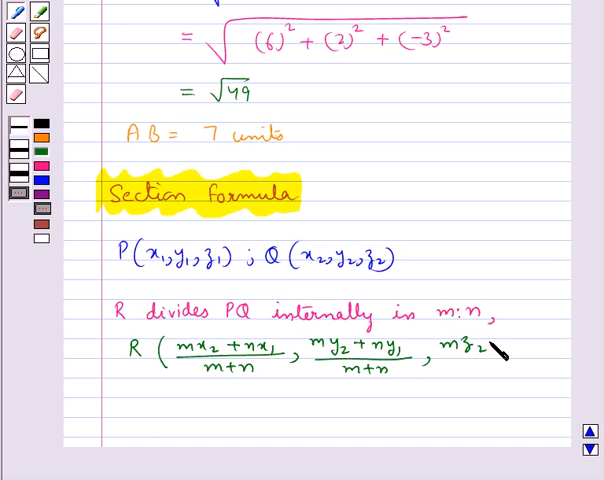 = √(6)² + (2)² + (-3)²
= √49
AB = 7 units
Section Formula
P(x₁,y₁,z₁) ; Q(x₂,y₂,z₂)
R divides PQ internally in m:n,
R ( mx₂ + nx₁ / m+n , my₂ + ny₁ / m+n , mz₂